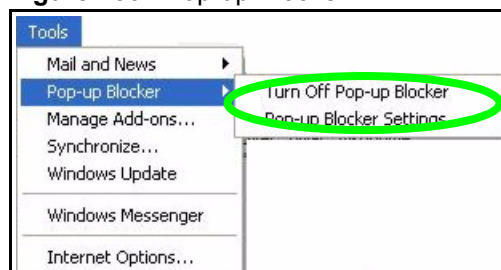 Tools
Mail and News
Pop-up Blocker
Turn Off Pop-up Blocker
Manage Add-ons...
Pop-up Blocker Settings
Synchronize...
Windows Update
Windows Messenger
Internet Options...